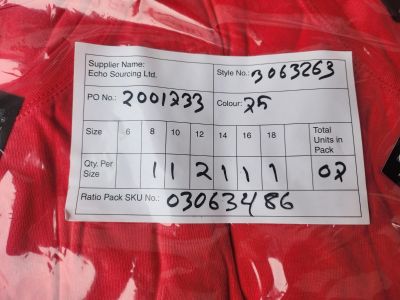 Supplier Name:
Echo Sourcing Ltd.
Style No.: 3063263
PO No.: 2001233
Colour: 25
Size 6 8 10 12 14 16 18 Total Units in Pack
Qty. Per Size 1 1 2 1 1 1 07
Ratio Pack SKU No.: 03063486